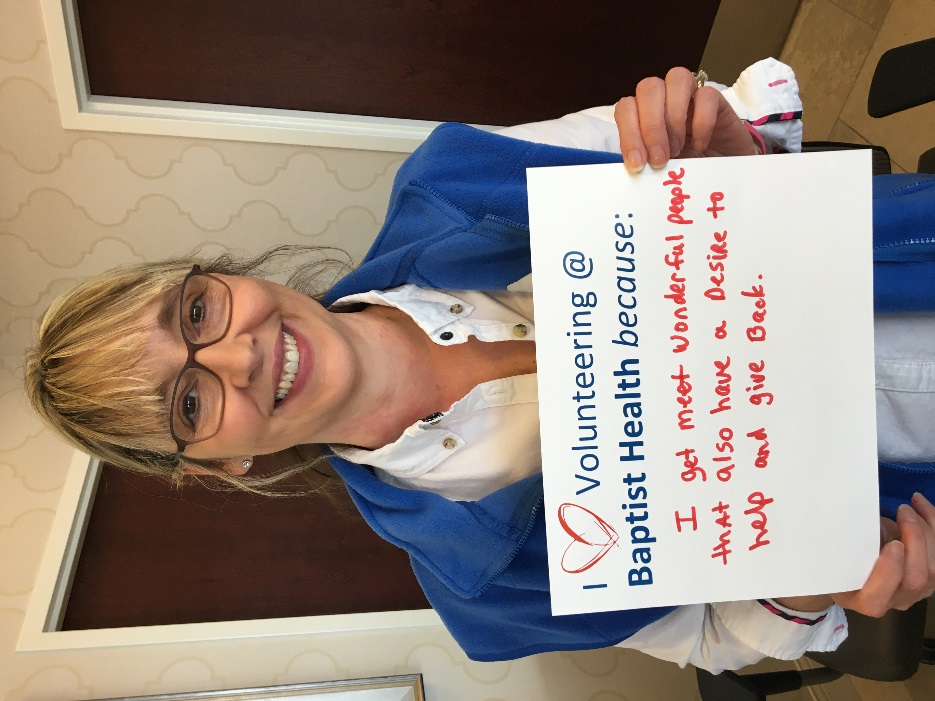 I ❤ Volunteering @
Baptist Health because:
I get meet wonderful people
that also have a Desire to
help and give Back.